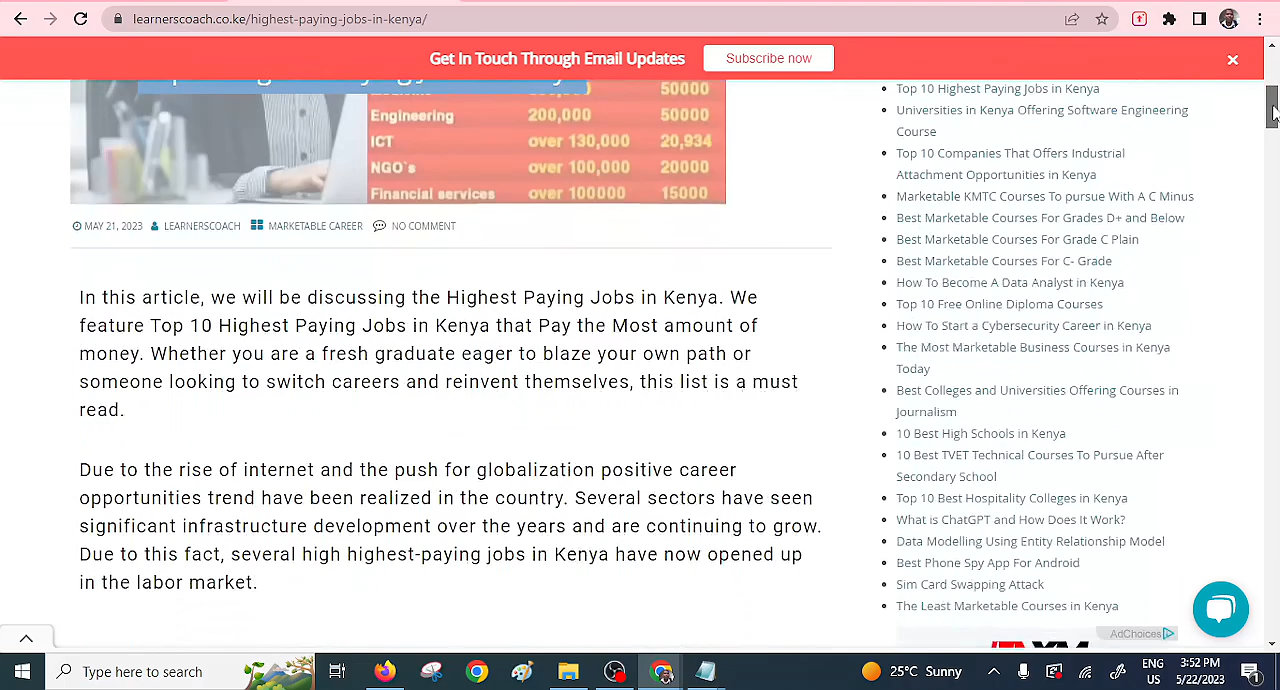 learnerscoach.co.ke/highest-paying-jobs-in-kenya/
Get In Touch Through Email Updates
Subscribe now
50000
Engineering 200,000 50000
ICT over 130,000 20,934
NGO`s over 100,000 20000
Financial services over 100000 15000
MAY 21, 2023 LEARNERSCOACH MARKETABLE CAREER NO COMMENT
In this article, we will be discussing the Highest Paying Jobs in Kenya. We
feature Top 10 Highest Paying Jobs in Kenya that Pay the Most amount of
money. Whether you are a fresh graduate eager to blaze your own path or
someone looking to switch careers and reinvent themselves, this list is a must
read.
Due to the rise of internet and the push for globalization positive career
opportunities trend have been realized in the country. Several sectors have seen
significant infrastructure development over the years and are continuing to grow.
Due to this fact, several high highest-paying jobs in Kenya have now opened up
in the labor market.
Top 10 Highest Paying Jobs in Kenya
Universities in Kenya Offering Software Engineering
Course
Top 10 Companies That Offers Industrial
Attachment Opportunities in Kenya
Marketable KMTC Courses To pursue With A C Minus
Best Marketable Courses For Grades D+ and Below
Best Marketable Courses For Grade C Plain
Best Marketable Courses For C- Grade
How To Become A Data Analyst in Kenya
Top 10 Free Online Diploma Courses
How To Start a Cybersecurity Career in Kenya
The Most Marketable Business Courses in Kenya
Today
Best Colleges and Universities Offering Courses in
Journalism
10 Best High Schools in Kenya
10 Best TVET Technical Courses To Pursue After
Secondary School
Top 10 Best Hospitality Colleges in Kenya
What is ChatGPT and How Does It Work?
Data Modelling Using Entity Relationship Model
Best Phone Spy App For Android
Sim Card Swapping Attack
The Least Marketable Courses in Kenya
AdChoices
Type here to search
25°C Sunny
ENG
US
3:52 PM
5/22/2023
1